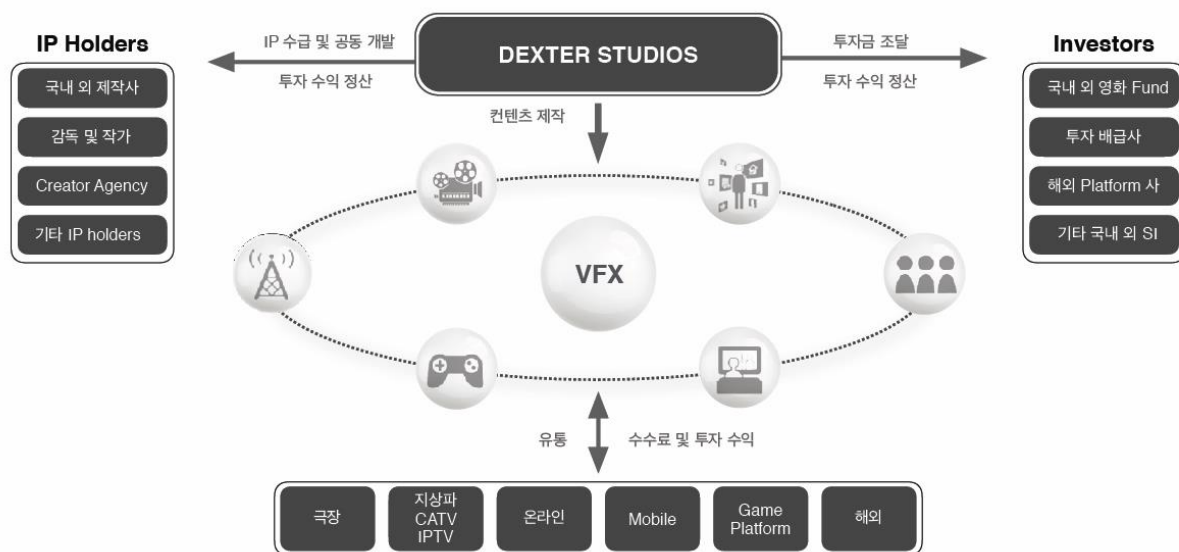 IP Holders
국내 외 제작사
감독 및 작가
Creator Agency
기타 IP holders
IP 수급 및 공동 개발
투자 수익 정산
DEXTER STUDIOS
투자금 조달
투자 수익 정산
Investors
국내 외 영화 Fund
투자 배급사
해외 Platform 사
기타 국내 외 SI
컨텐츠 제작
VFX
유통
수수료 및 투자 수익
극장
지상파
CATV
IPTV
온라인
Mobile
Game
Platform
해외